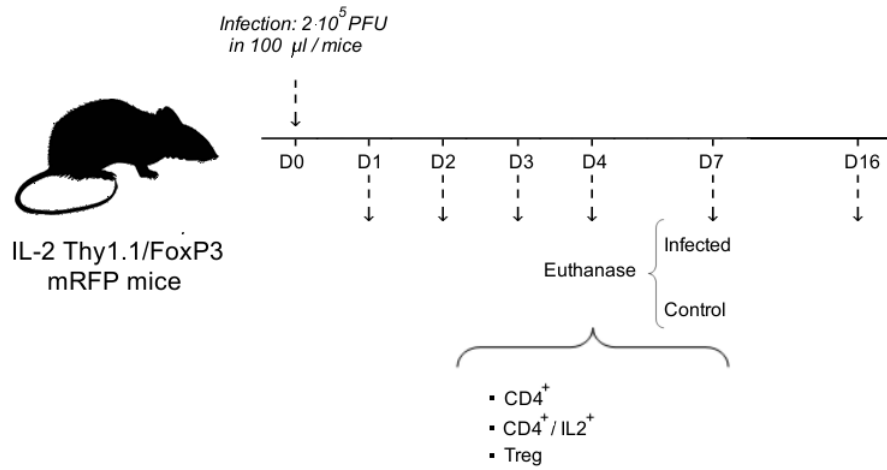 Infection: 2·10⁵ PFU
in 100 µl / mice
D0 D1 D2 D3 D4 D7 D16
IL-2 Thy1.1/FoxP3
mRFP mice
Infected
Euthanase
Control
▪ CD4⁺
▪ CD4⁺ / IL2⁺
▪ Treg